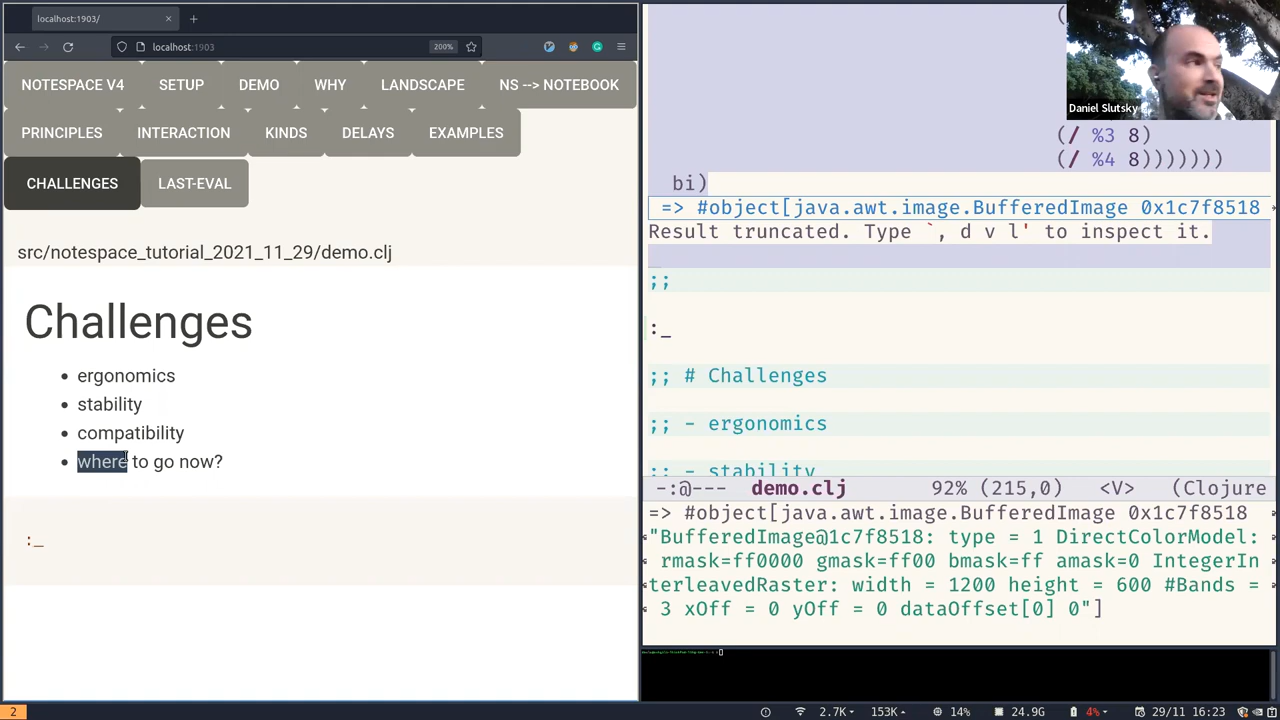 localhost:1903/
localhost:1903
200%
NOTESPACE V4
SETUP
DEMO
WHY
LANDSCAPE
NS --> NOTEBOOK
PRINCIPLES
INTERACTION
KINDS
DELAYS
EXAMPLES
CHALLENGES
LAST-EVAL
src/notespace_tutorial_2021_11_29/demo.clj
Challenges
• ergonomics
• stability
• compatibility
• where to go now?
:_
(
Daniel Slutsky
(/ %3 8)
(/ %4 8)))))))
bi)
=> #object[java.awt.image.BufferedImage 0x1c7f8518
Result truncated. Type `, d v l' to inspect it.
;;
:_
;; # Challenges
;; - ergonomics
;; - stability
-:@--- demo.clj 92% (215,0) <V> (Clojure
=> #object[java.awt.image.BufferedImage 0x1c7f8518
"BufferedImage@1c7f8518: type = 1 DirectColorModel:
rmask=ff0000 gmask=ff00 bmask=ff amask=0 IntegerIn
terleavedRaster: width = 1200 height = 600 #Bands =
3 xOff = 0 yOff = 0 dataOffset[0] 0"]
2
2.7K 153K 14% 24.9G 4% 29/11 16:23